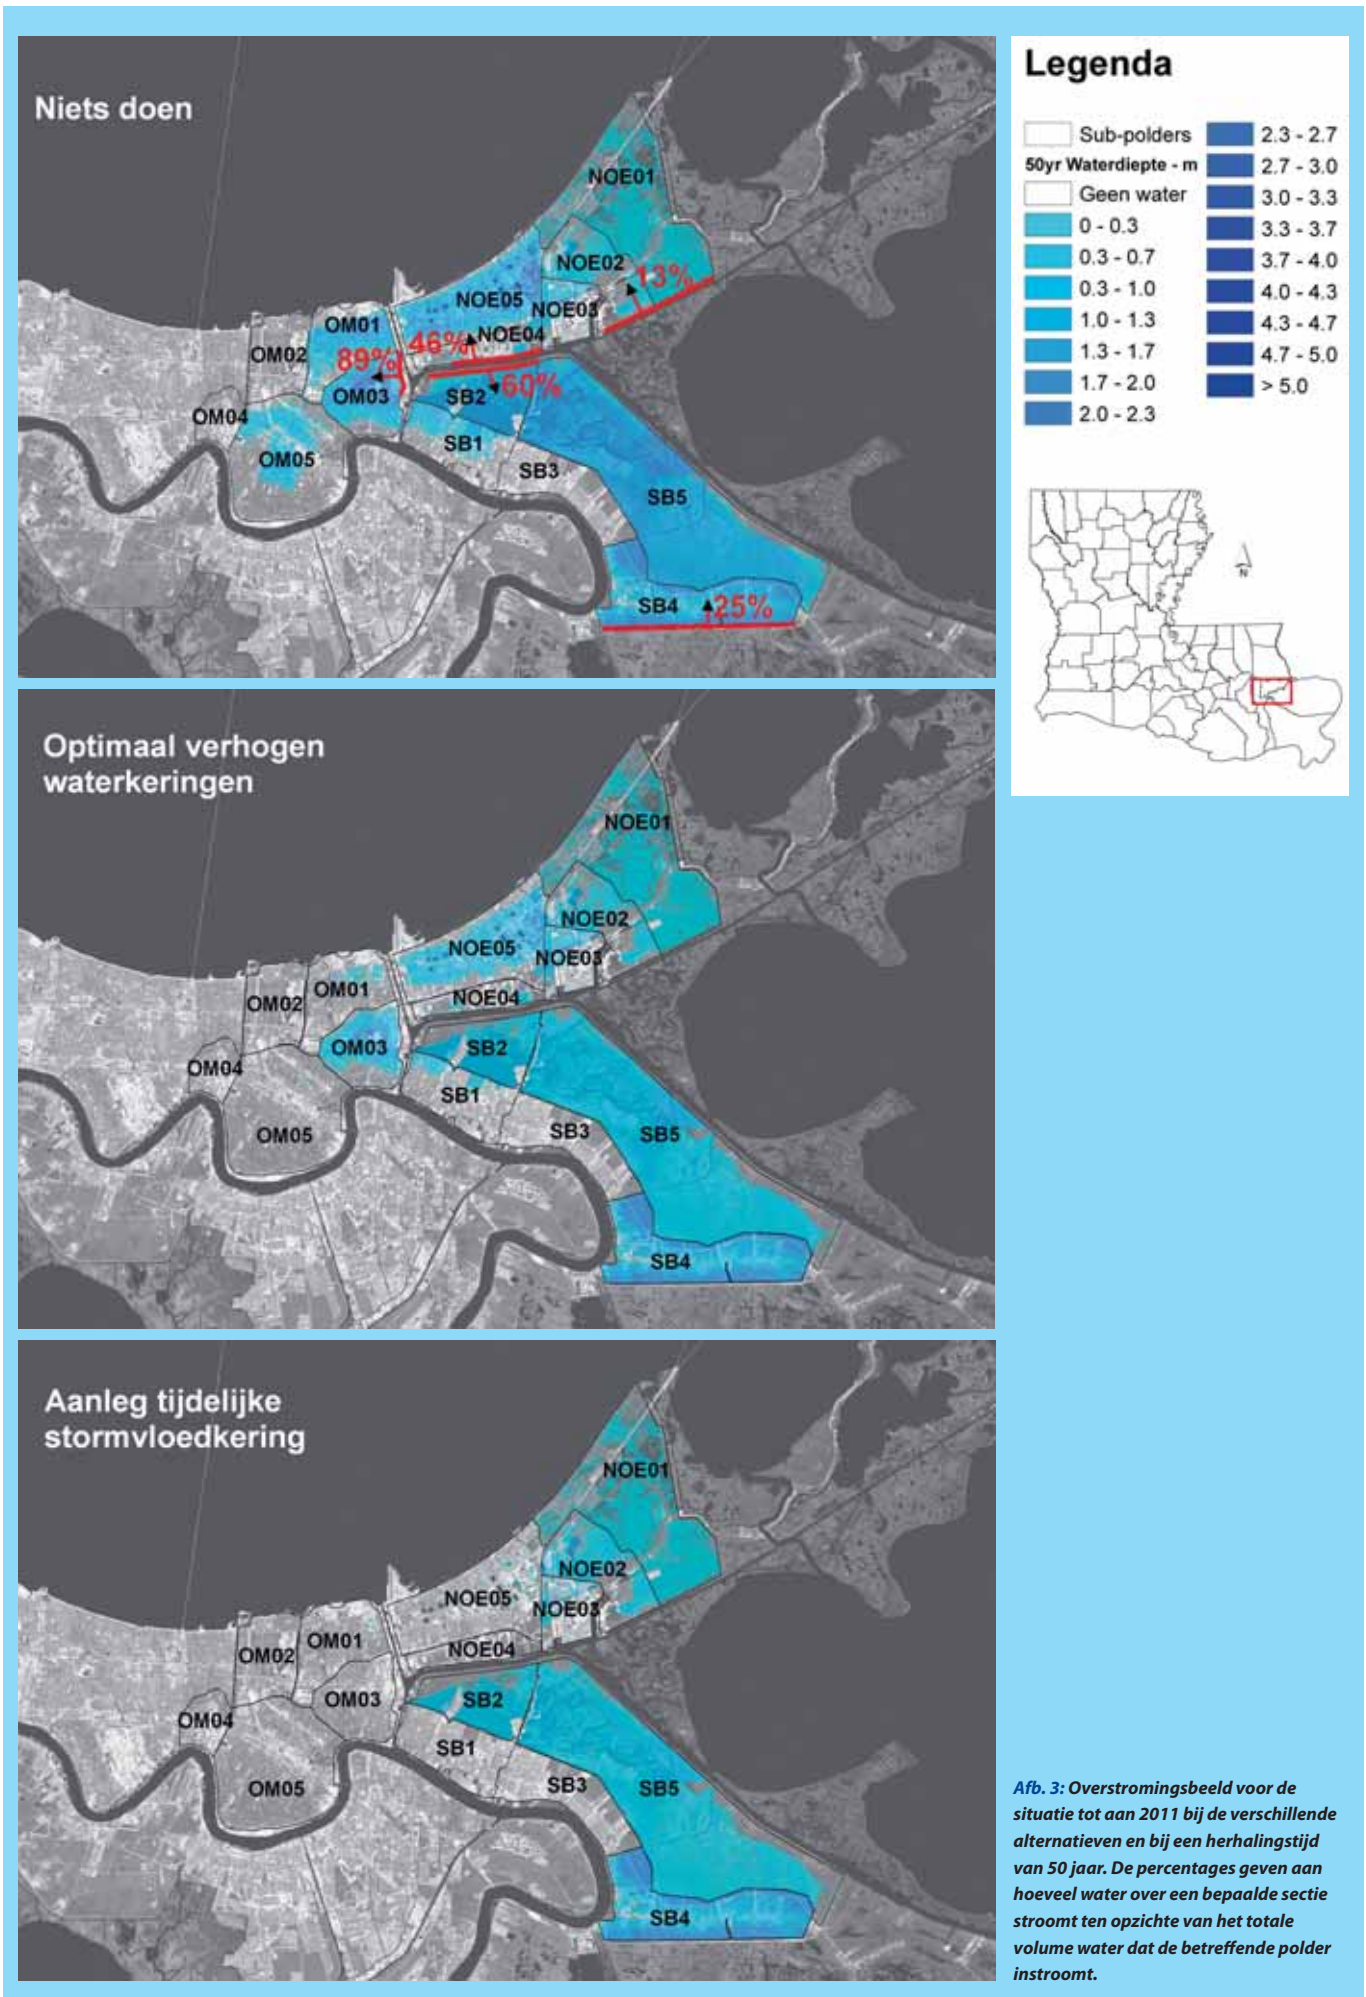 Niets doen
NOE01
NOE02
13%
NOE05
NOE03
OM01
NOE04
46%
OM02
89%
60%
OM03
SB2
OM04
SB1
OM05
SB3
SB5
SB4
25%
Optimaal verhogen
waterkeringen
NOE01
NOE02
NOE05
NOE03
OM01
NOE04
OM02
OM03
SB2
OM04
SB1
OM05
SB3
SB5
SB4
Aanleg tijdelijke
stormvloedkering
NOE01
NOE02
NOE05
NOE03
OM01
NOE04
OM02
OM03
SB2
OM04
SB1
OM05
SB3
SB5
SB4
Legenda
Sub-polders
50yr Waterdiepte - m
Geen water
0 - 0.3
0.3 - 0.7
0.3 - 1.0
1.0 - 1.3
1.3 - 1.7
1.7 - 2.0
2.0 - 2.3
2.3 - 2.7
2.7 - 3.0
3.0 - 3.3
3.3 - 3.7
3.7 - 4.0
4.0 - 4.3
4.3 - 4.7
4.7 - 5.0
> 5.0
N
Afb. 3: Overstromingsbeeld voor de
situatie tot aan 2011 bij de verschillende
alternatieven en bij een herhalingstijd
van 50 jaar. De percentages geven aan
hoeveel water over een bepaalde sectie
stroomt ten opzichte van het totale
volume water dat de betreffende polder
instroomt.